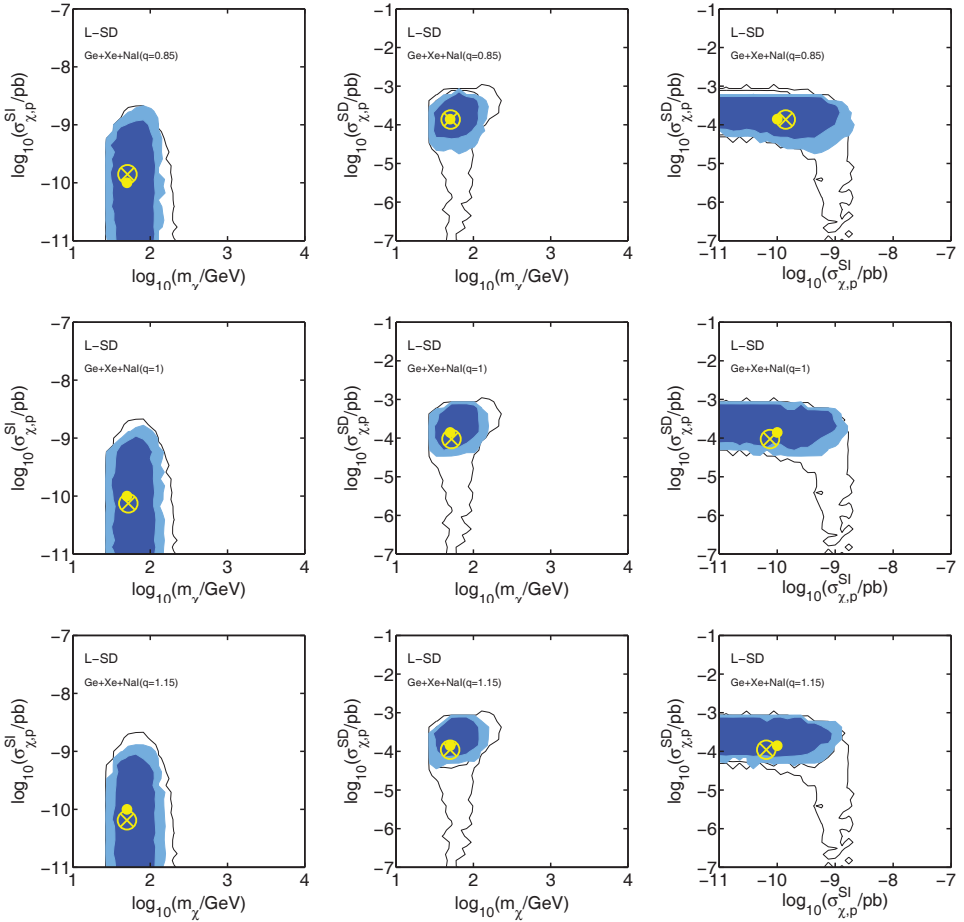 log10(σSIχ,p/pb)
−7
−8
−9
−10
−11
L−SD
Ge+Xe+NaI(q=0.85)
1 2 3 4
log10(mχ/GeV)
log10(σSDχ,p/pb)
−1
−2
−3
−4
−5
−6
−7
L−SD
Ge+Xe+NaI(q=0.85)
1 2 3 4
log10(mχ/GeV)
log10(σSDχ,p/pb)
−1
−2
−3
−4
−5
−6
−7
L−SD
Ge+Xe+NaI(q=0.85)
−11 −10 −9 −8 −7
log10(σSIχ,p/pb)
log10(σSIχ,p/pb)
−7
−8
−9
−10
−11
L−SD
Ge+Xe+NaI(q=1)
1 2 3 4
log10(mχ/GeV)
log10(σSDχ,p/pb)
−1
−2
−3
−4
−5
−6
−7
L−SD
Ge+Xe+NaI(q=1)
1 2 3 4
log10(mχ/GeV)
log10(σSDχ,p/pb)
−1
−2
−3
−4
−5
−6
−7
L−SD
Ge+Xe+NaI(q=1)
−11 −10 −9 −8 −7
log10(σSIχ,p/pb)
log10(σSIχ,p/pb)
−7
−8
−9
−10
−11
L−SD
Ge+Xe+NaI(q=1.15)
1 2 3 4
log10(mχ/GeV)
log10(σSDχ,p/pb)
−1
−2
−3
−4
−5
−6
−7
L−SD
Ge+Xe+NaI(q=1.15)
1 2 3 4
log10(mχ/GeV)
log10(σSDχ,p/pb)
−1
−2
−3
−4
−5
−6
−7
L−SD
Ge+Xe+NaI(q=1.15)
−11 −10 −9 −8 −7
log10(σSIχ,p/pb)